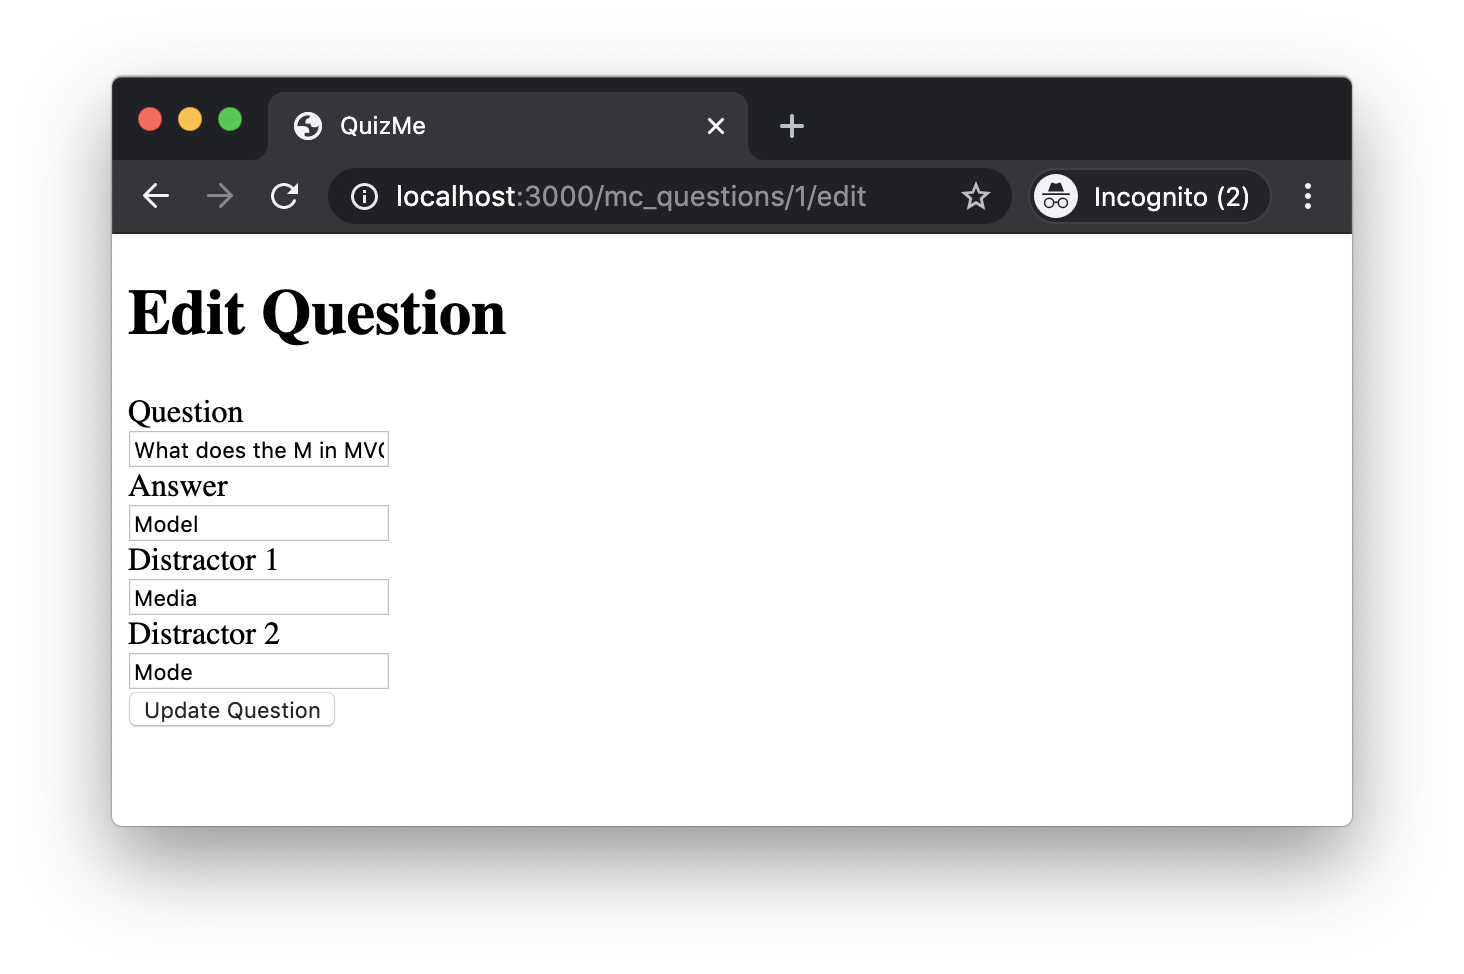 QuizMe
localhost:3000/mc_questions/1/edit
Incognito (2)
Edit Question
Question
What does the M in MV
Answer
Model
Distractor 1
Media
Distractor 2
Mode
Update Question